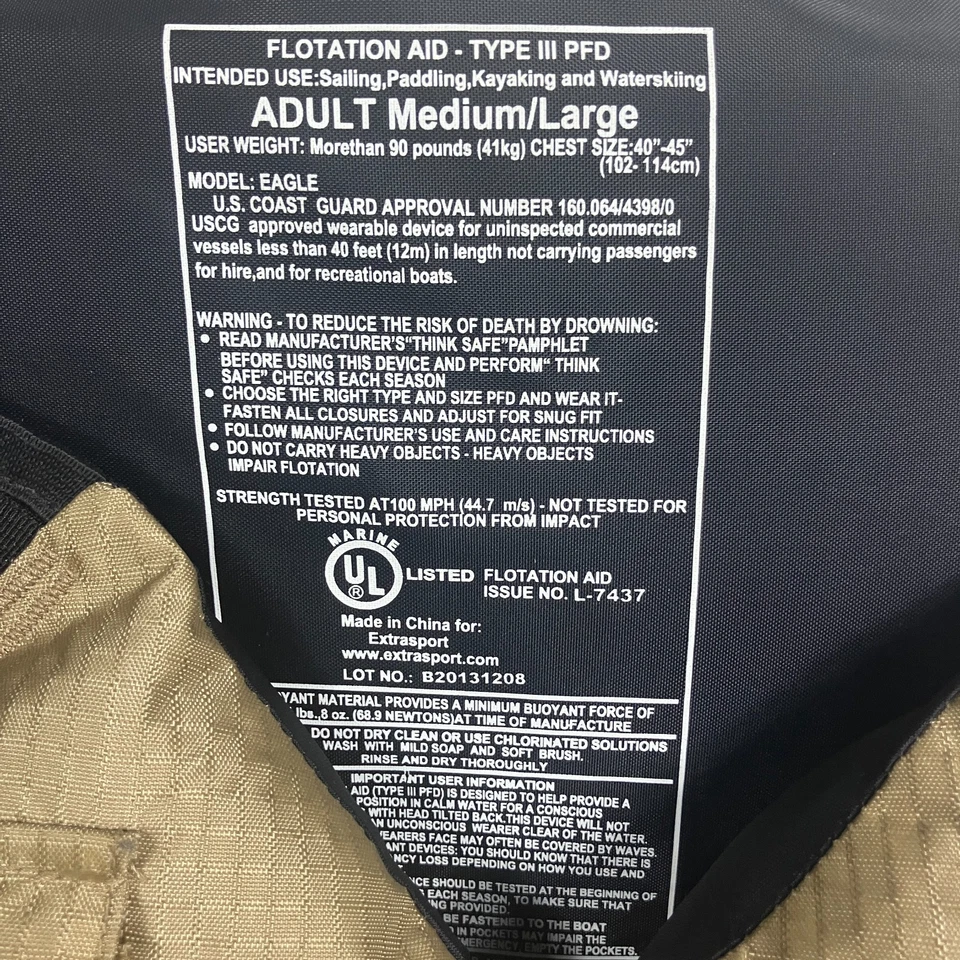 FLOTATION AID - TYPE III PFD
INTENDED USE:Sailing,Paddling,Kayaking and Waterskiing
ADULT Medium/Large
USER WEIGHT: Morethan 90 pounds (41kg) CHEST SIZE:40”-45”
(102- 114cm)
MODEL: EAGLE
U.S. COAST GUARD APPROVAL NUMBER 160.064/4398/0
USCG approved wearable device for uninspected commercial
vessels less than 40 feet (12m) in length not carrying passengers
for hire,and for recreational boats.
WARNING - TO REDUCE THE RISK OF DEATH BY DROWNING:
• READ MANUFACTURER'S“THINK SAFE”PAMPHLET
BEFORE USING THIS DEVICE AND PERFORM“ THINK
SAFE” CHECKS EACH SEASON
• CHOOSE THE RIGHT TYPE AND SIZE PFD AND WEAR IT-
FASTEN ALL CLOSURES AND ADJUST FOR SNUG FIT
• FOLLOW MANUFACTURER'S USE AND CARE INSTRUCTIONS
• DO NOT CARRY HEAVY OBJECTS - HEAVY OBJECTS
IMPAIR FLOTATION
STRENGTH TESTED AT100 MPH (44.7 m/s) - NOT TESTED FOR
PERSONAL PROTECTION FROM IMPACT
MARINE
UL ®
LISTED FLOTATION AID
ISSUE NO. L-7437
Made in China for:
Extrasport
www.extrasport.com
LOT NO.: B20131208
YANT MATERIAL PROVIDES A MINIMUM BUOYANT FORCE OF
lbs.,8 oz. (68.9 NEWTONS)AT TIME OF MANUFACTURE
DO NOT DRY CLEAN OR USE CHLORINATED SOLUTIONS
WASH WITH MILD SOAP AND SOFT BRUSH.
RINSE AND DRY THOROUGHLY
IMPORTANT USER INFORMATION
AID (TYPE III PFD) IS DESIGNED TO HELP PROVIDE A
POSITION IN CALM WATER FOR A CONSCIOUS
WITH HEAD TILTED BACK.THIS DEVICE WILL NOT
AN UNCONSCIOUS WEARER CLEAR OF THE WATER.
WEARERS FACE MAY OFTEN BE COVERED BY WAVES.
ANT DEVICES: YOU SHOULD KNOW THAT THERE IS
NCY LOSS DEPENDING ON HOW YOU USE AND
NCE SHOULD BE TESTED AT THE BEGINNING OF
EACH SEASON, TO MAKE SURE THAT
NG PROVIDED.
BE FASTENED TO THE BOAT
IN POCKETS MAY IMPAIR THE
EMERGENCY, EMPTY THE POCKETS.